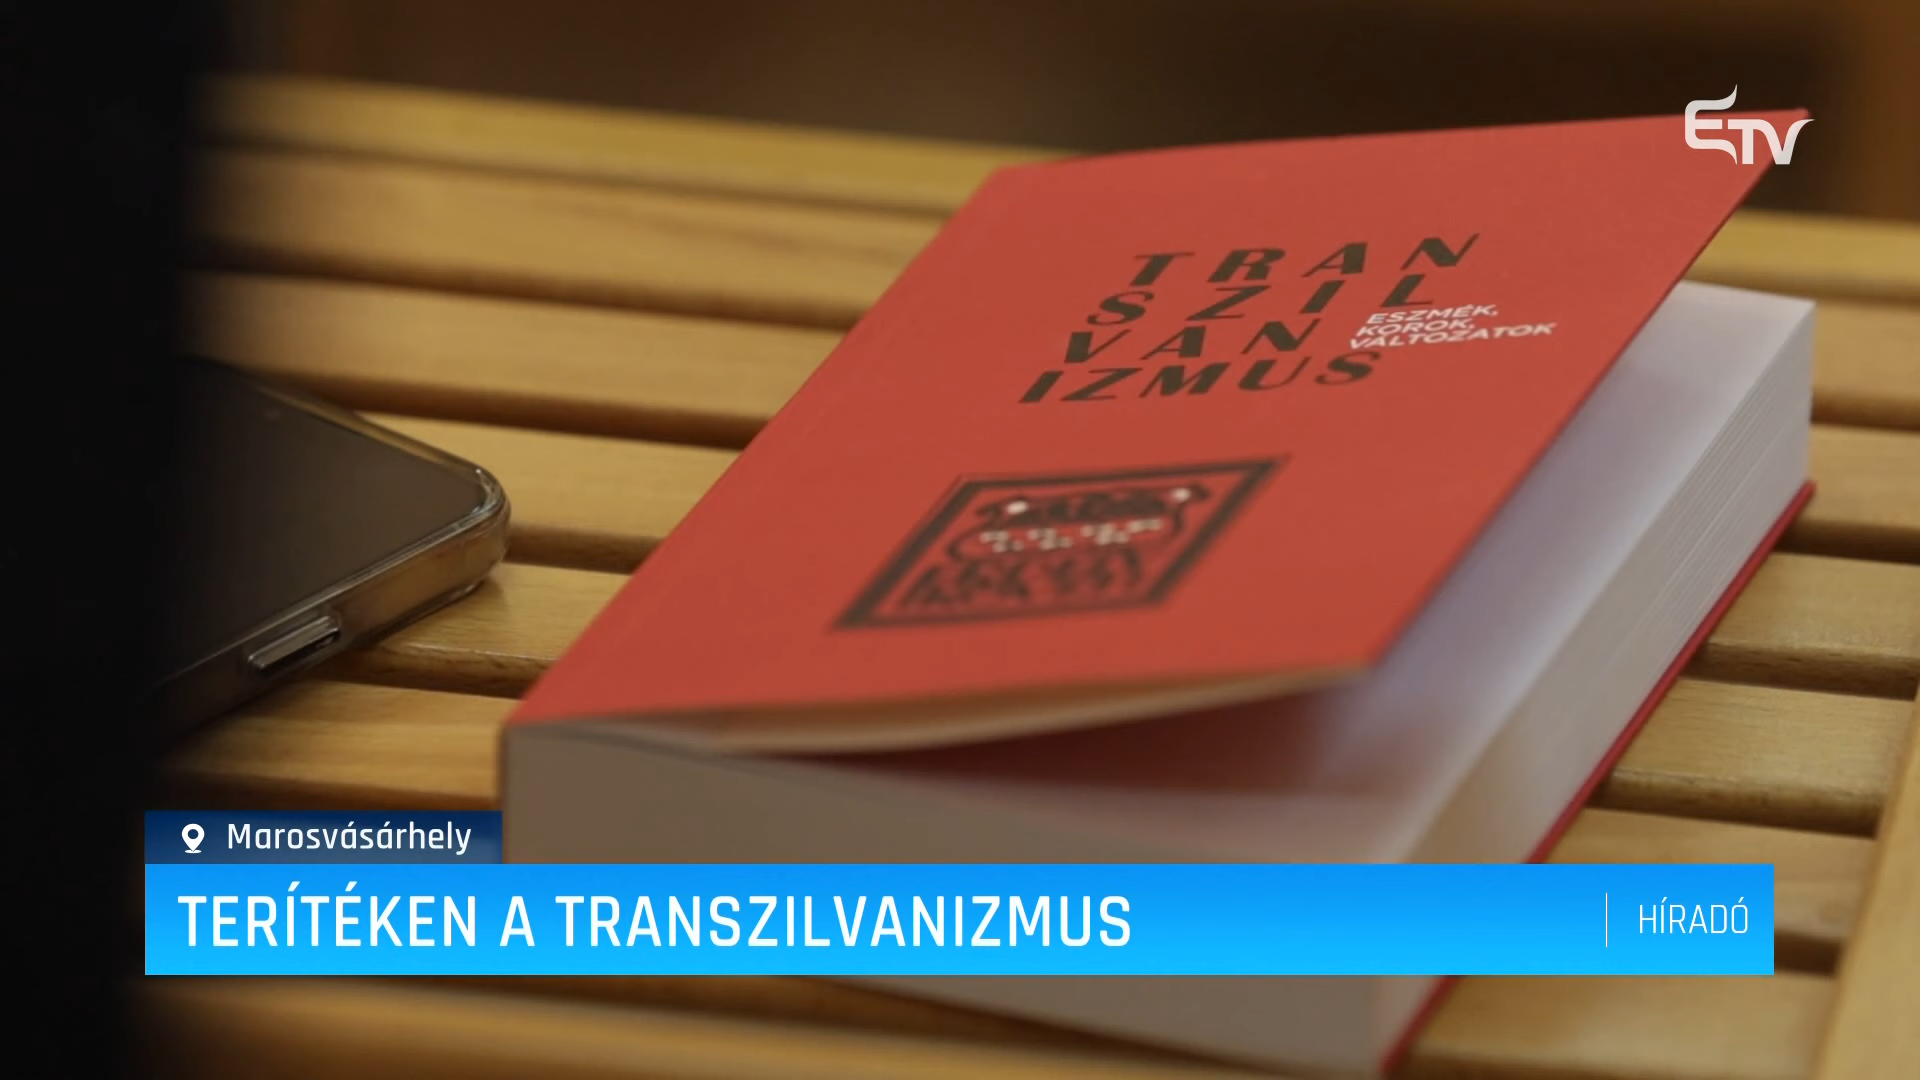 ETV
TRAN
SZIL
VAN
IZMUS
ESZMÉK,
KOROK,
VÁLTOZATOK
Marosvásárhely
TERÍTÉKEN A TRANSZILVANIZMUS
HÍRADÓ